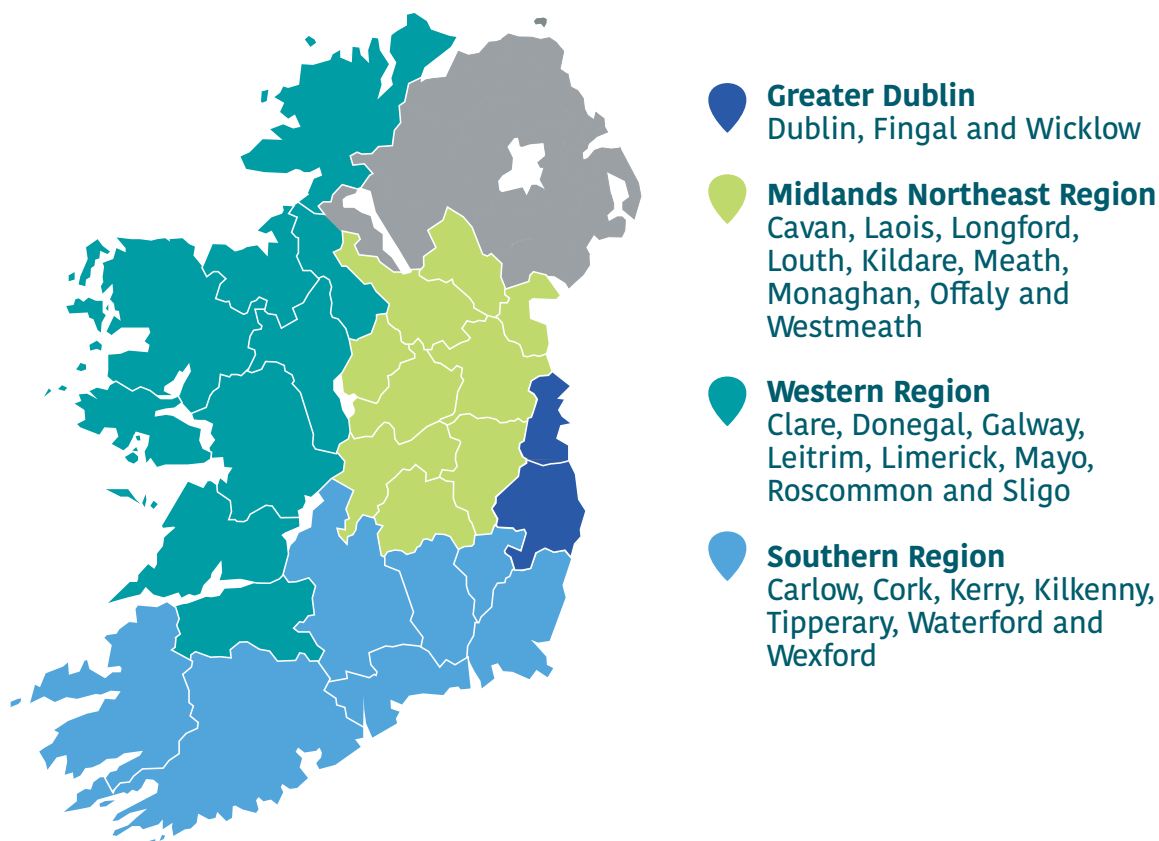 Greater Dublin
Dublin, Fingal and Wicklow
Midlands Northeast Region
Cavan, Laois, Longford,
Louth, Kildare, Meath,
Monaghan, Offaly and
Westmeath
Western Region
Clare, Donegal, Galway,
Leitrim, Limerick, Mayo,
Roscommon and Sligo
Southern Region
Carlow, Cork, Kerry, Kilkenny,
Tipperary, Waterford and
Wexford